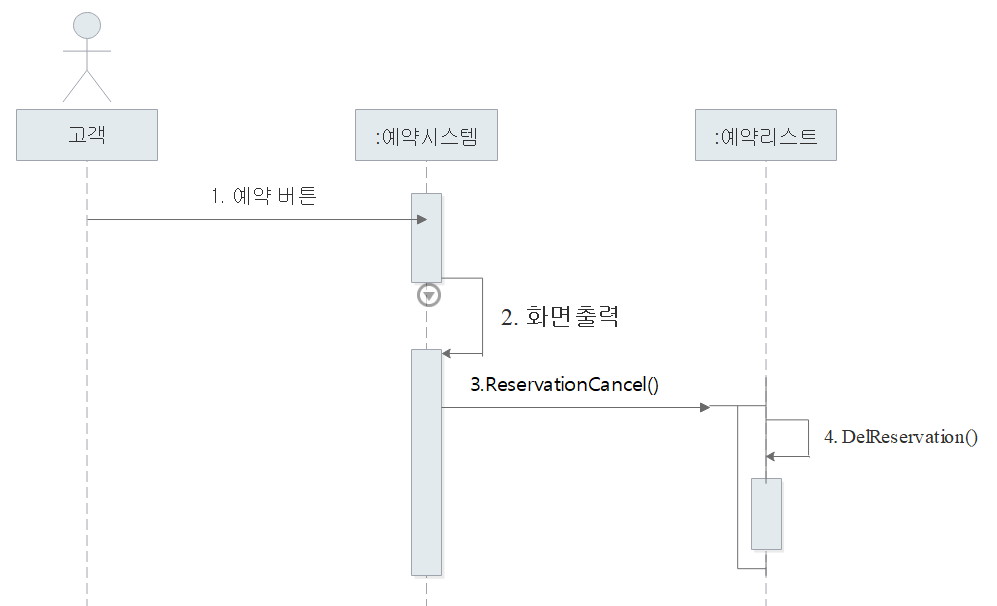 고객
:예약시스템
:예약리스트
1. 예약 버튼
2. 화면 출력
3.ReservationCancel()
4. DelReservation()